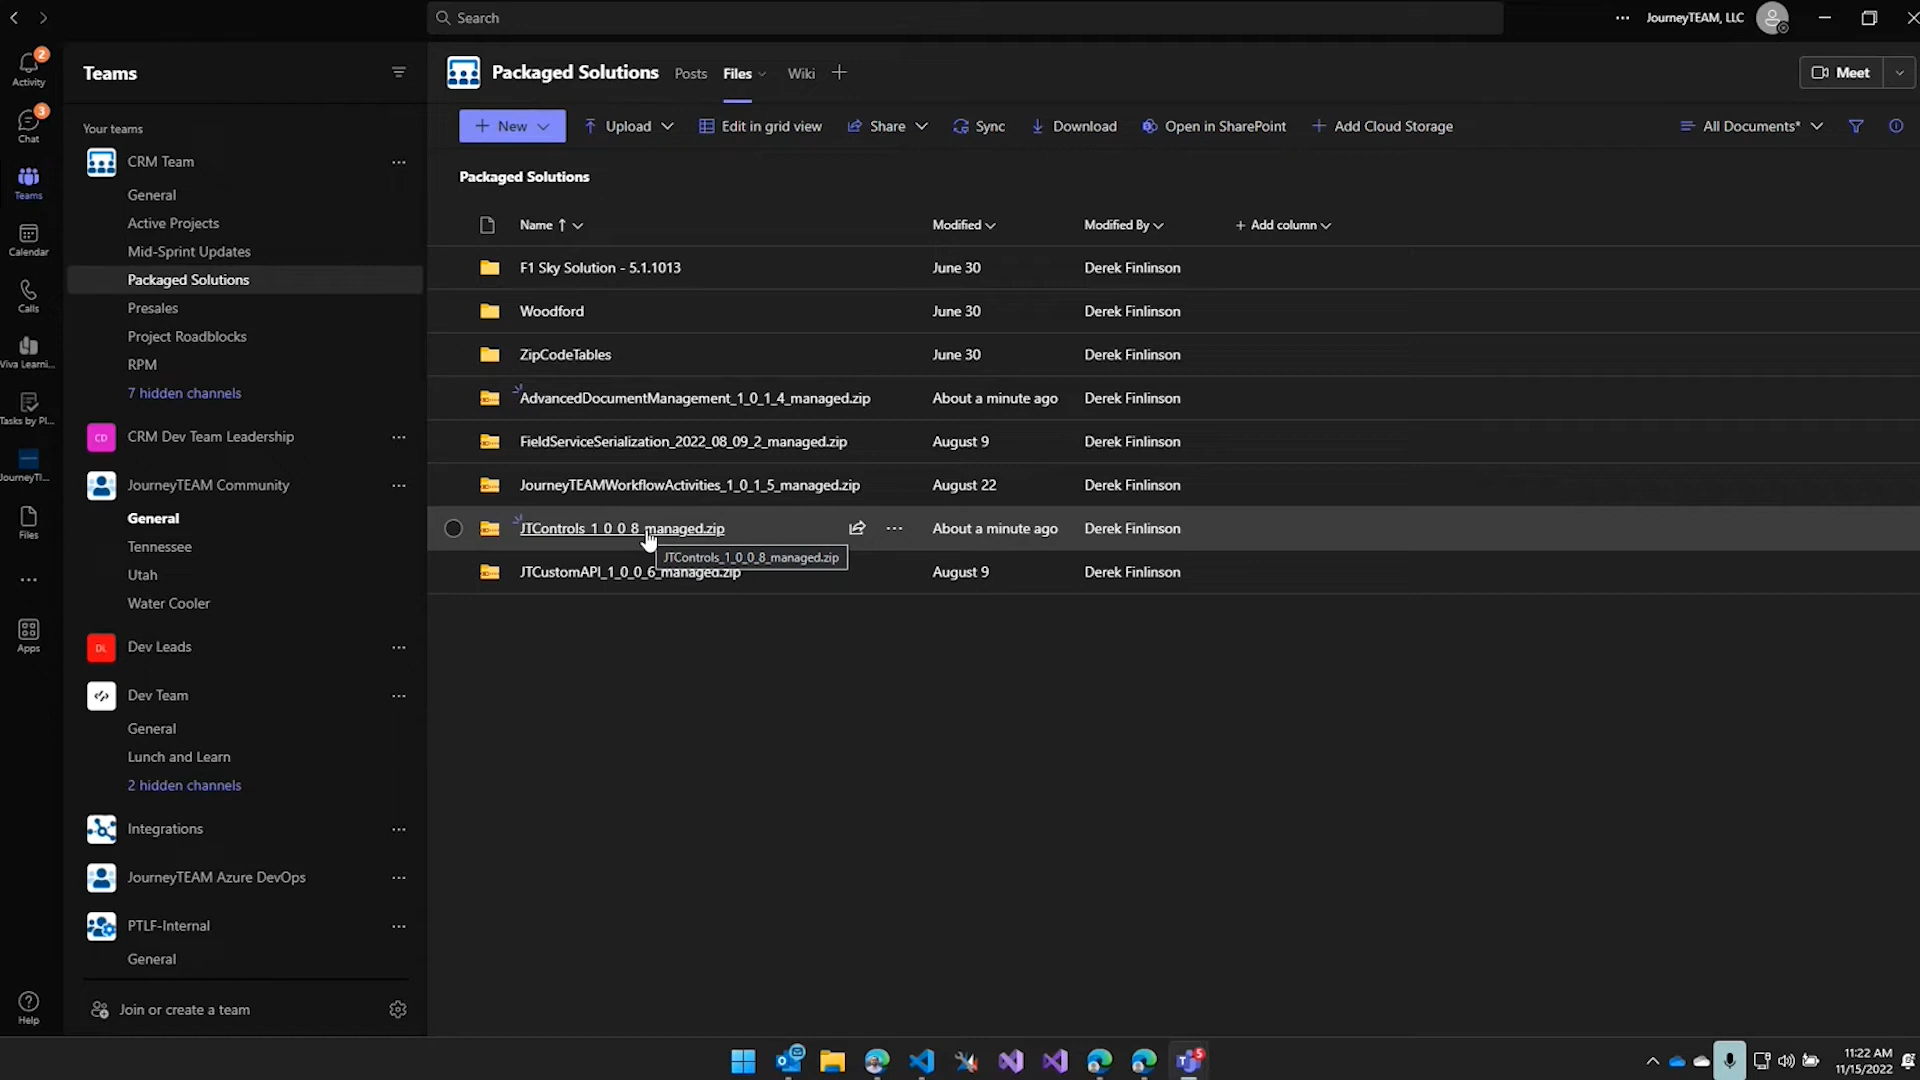 Search
JourneyTEAM, LLC
2
Activity
3
Chat
Teams
Calendar
Calls
Viva Learni...
Tasks by Pl...
JourneyTI...
Files
Apps
Help
Teams
Your teams
CRM Team
General
Active Projects
Mid-Sprint Updates
Packaged Solutions
Presales
Project Roadblocks
RPM
7 hidden channels
CD
CRM Dev Team Leadership
JourneyTEAM Community
General
Tennessee
Utah
Water Cooler
DL
Dev Leads
Dev Team
General
Lunch and Learn
2 hidden channels
Integrations
JourneyTEAM Azure DevOps
PTLF-Internal
General
Join or create a team
Packaged Solutions Posts Files Wiki
Meet
New Upload Edit in grid view Share Sync Download Open in SharePoint Add Cloud Storage All Documents*
Packaged Solutions
Name Modified Modified By + Add column
F1 Sky Solution - 5.1.1013 June 30 Derek Finlinson
Woodford June 30 Derek Finlinson
ZipCodeTables June 30 Derek Finlinson
AdvancedDocumentManagement_1_0_1_4_managed.zip About a minute ago Derek Finlinson
FieldServiceSerialization_2022_08_09_2_managed.zip August 9 Derek Finlinson
JourneyTEAMWorkflowActivities_1_0_1_5_managed.zip August 22 Derek Finlinson
JTControls_1_0_0_8_managed.zip About a minute ago Derek Finlinson
JTControls_1_0_0_8_managed.zip
JTCustomAPI_1_0_0_6_managed.zip August 9 Derek Finlinson
5
11:22 AM
11/15/2022